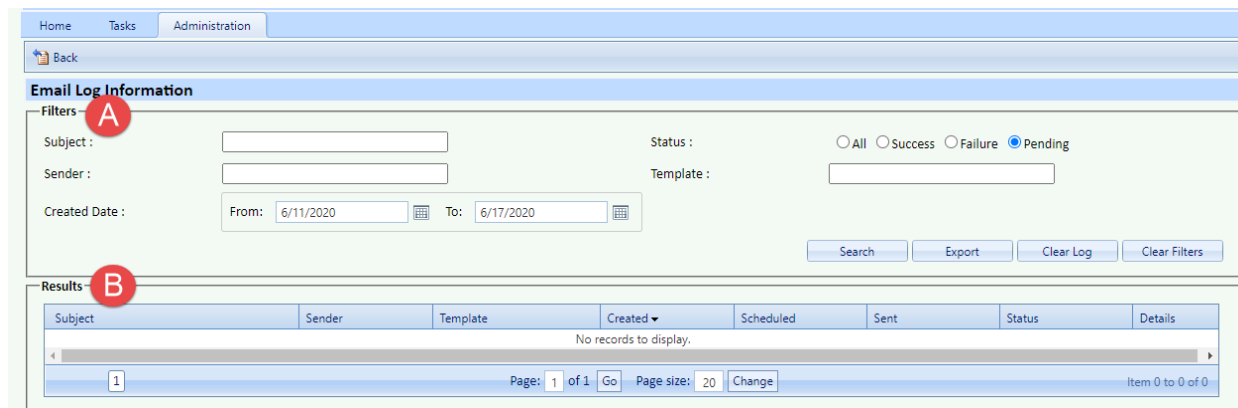 Home Tasks Administration
Back
Email Log Information
Filters A
Subject : Status : All Success Failure Pending
Sender : Template :
Created Date : From: 6/11/2020 To: 6/17/2020
Search Export Clear Log Clear Filters
Results B
Subject Sender Template Created Scheduled Sent Status Details
No records to display.
1 Page: 1 of 1 Go Page size: 20 Change Item 0 to 0 of 0